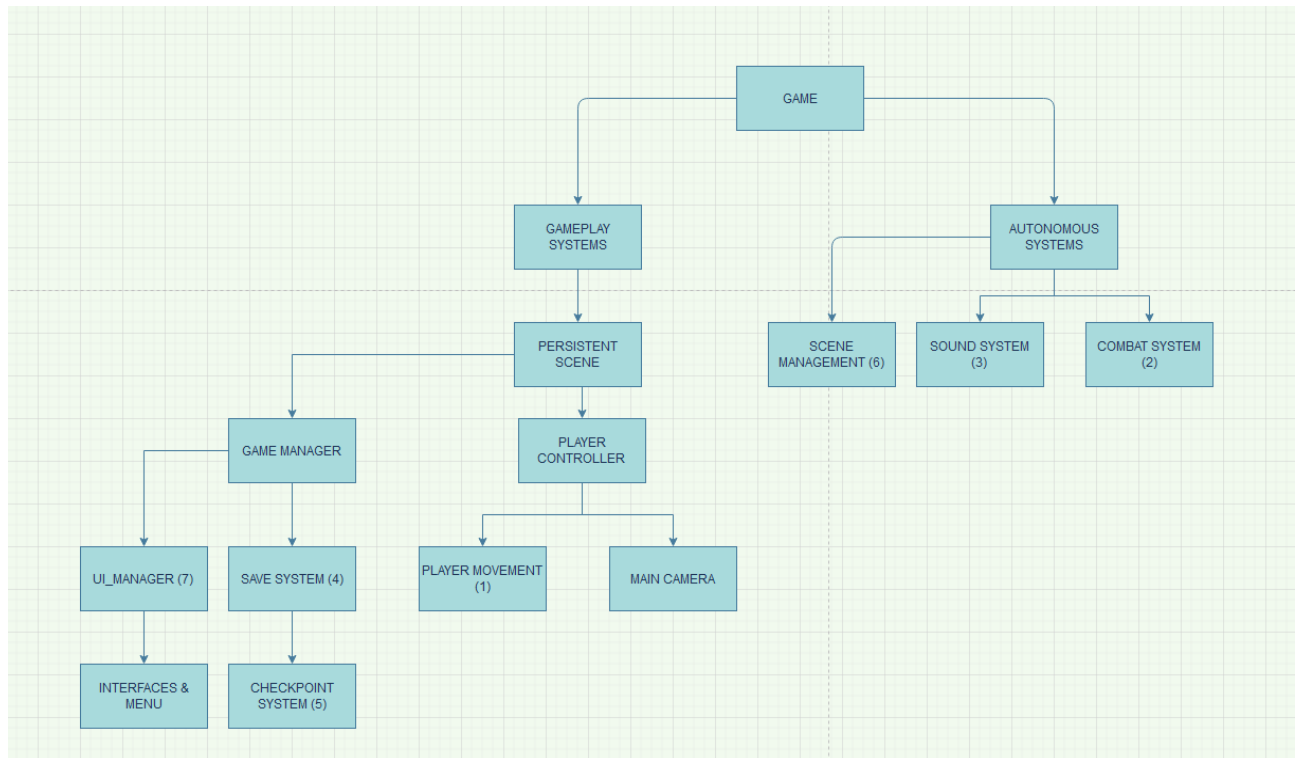 GAME
GAMEPLAY
SYSTEMS
AUTONOMOUS
SYSTEMS
PERSISTENT
SCENE
SCENE
MANAGEMENT (6)
SOUND SYSTEM
(3)
COMBAT SYSTEM
(2)
GAME MANAGER
PLAYER
CONTROLLER
UI_MANAGER (7)
SAVE SYSTEM (4)
PLAYER MOVEMENT
(1)
MAIN CAMERA
INTERFACES &
MENU
CHECKPOINT
SYSTEM (5)